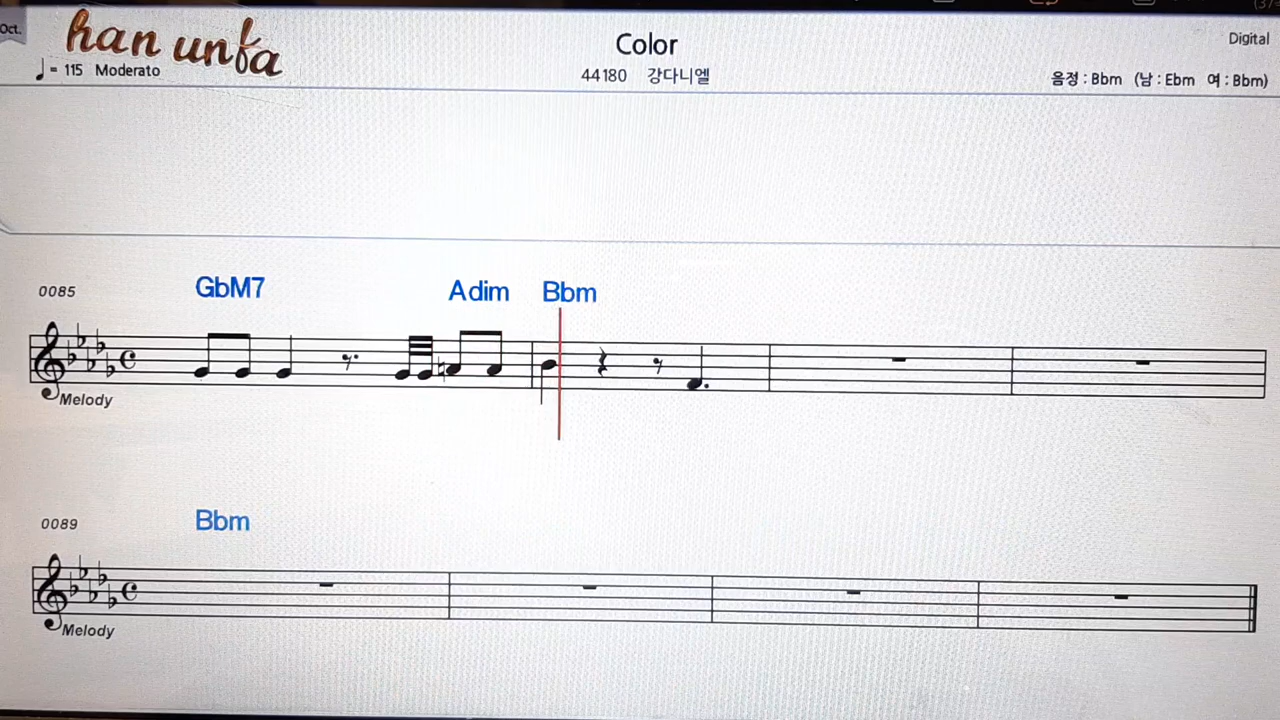 Oct.
han unfa
Color
Digital
= 115 Moderato
44180 강다니엘
음정 : Bbm (남 : Ebm 여 : Bbm)
0085
GbM7 Adim Bbm
Melody
0089
Bbm
Melody